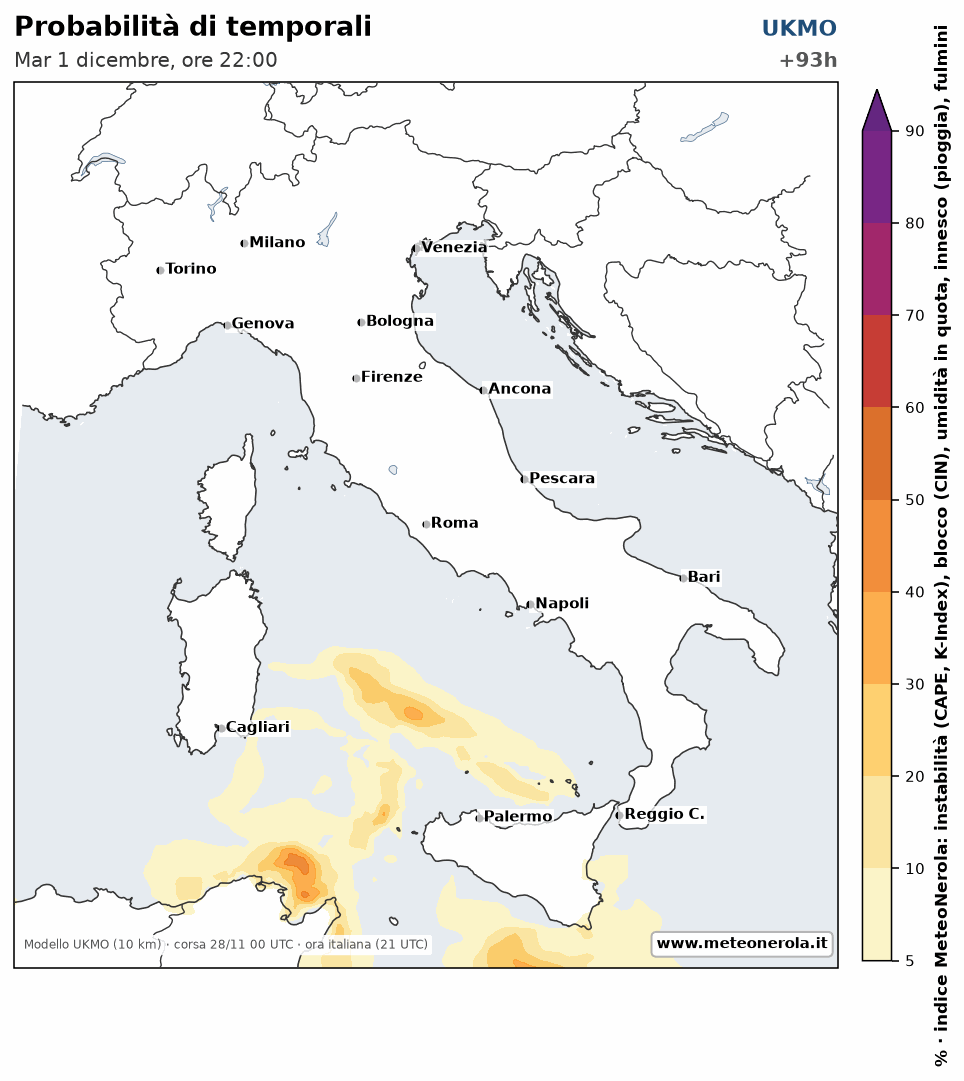 Probabilità di temporali
UKMO
Mar 1 dicembre, ore 22:00
+93h
Milano
Venezia
Torino
Genova
Bologna
Firenze
Ancona
Pescara
Roma
Bari
Napoli
Cagliari
Palermo
Reggio C.
Modello UKMO (10 km) · corsa 28/11 00 UTC · ora italiana (21 UTC)
www.meteonerola.it
90
80
70
60
50
40
30
20
10
5
% · indice MeteoNerola: instabilità (CAPE, K-Index), blocco (CIN), umidità in quota, innesco (pioggia), fulmini